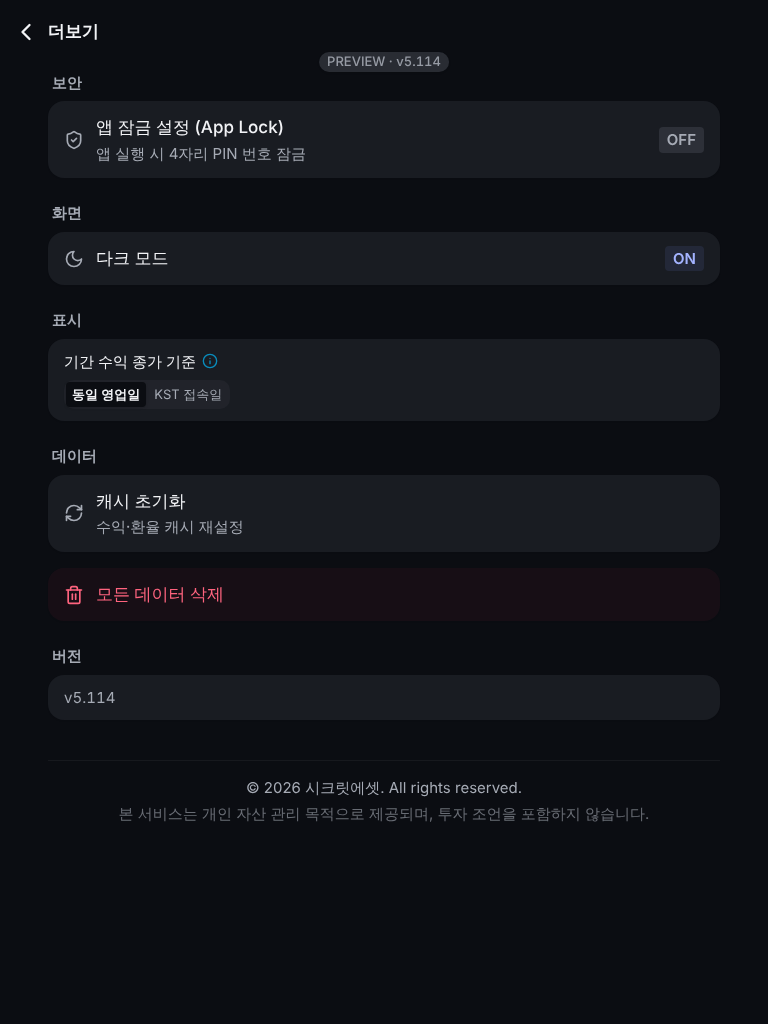 더보기
PREVIEW · v5.114
보안
앱 잠금 설정 (App Lock)
앱 실행 시 4자리 PIN 번호 잠금
OFF
화면
다크 모드
ON
표시
기간 수익 종가 기준
동일 영업일 KST 접속일
데이터
캐시 초기화
수익·환율 캐시 재설정
모든 데이터 삭제
버전
v5.114
© 2026 시크릿에셋. All rights reserved.
본 서비스는 개인 자산 관리 목적으로 제공되며, 투자 조언을 포함하지 않습니다.